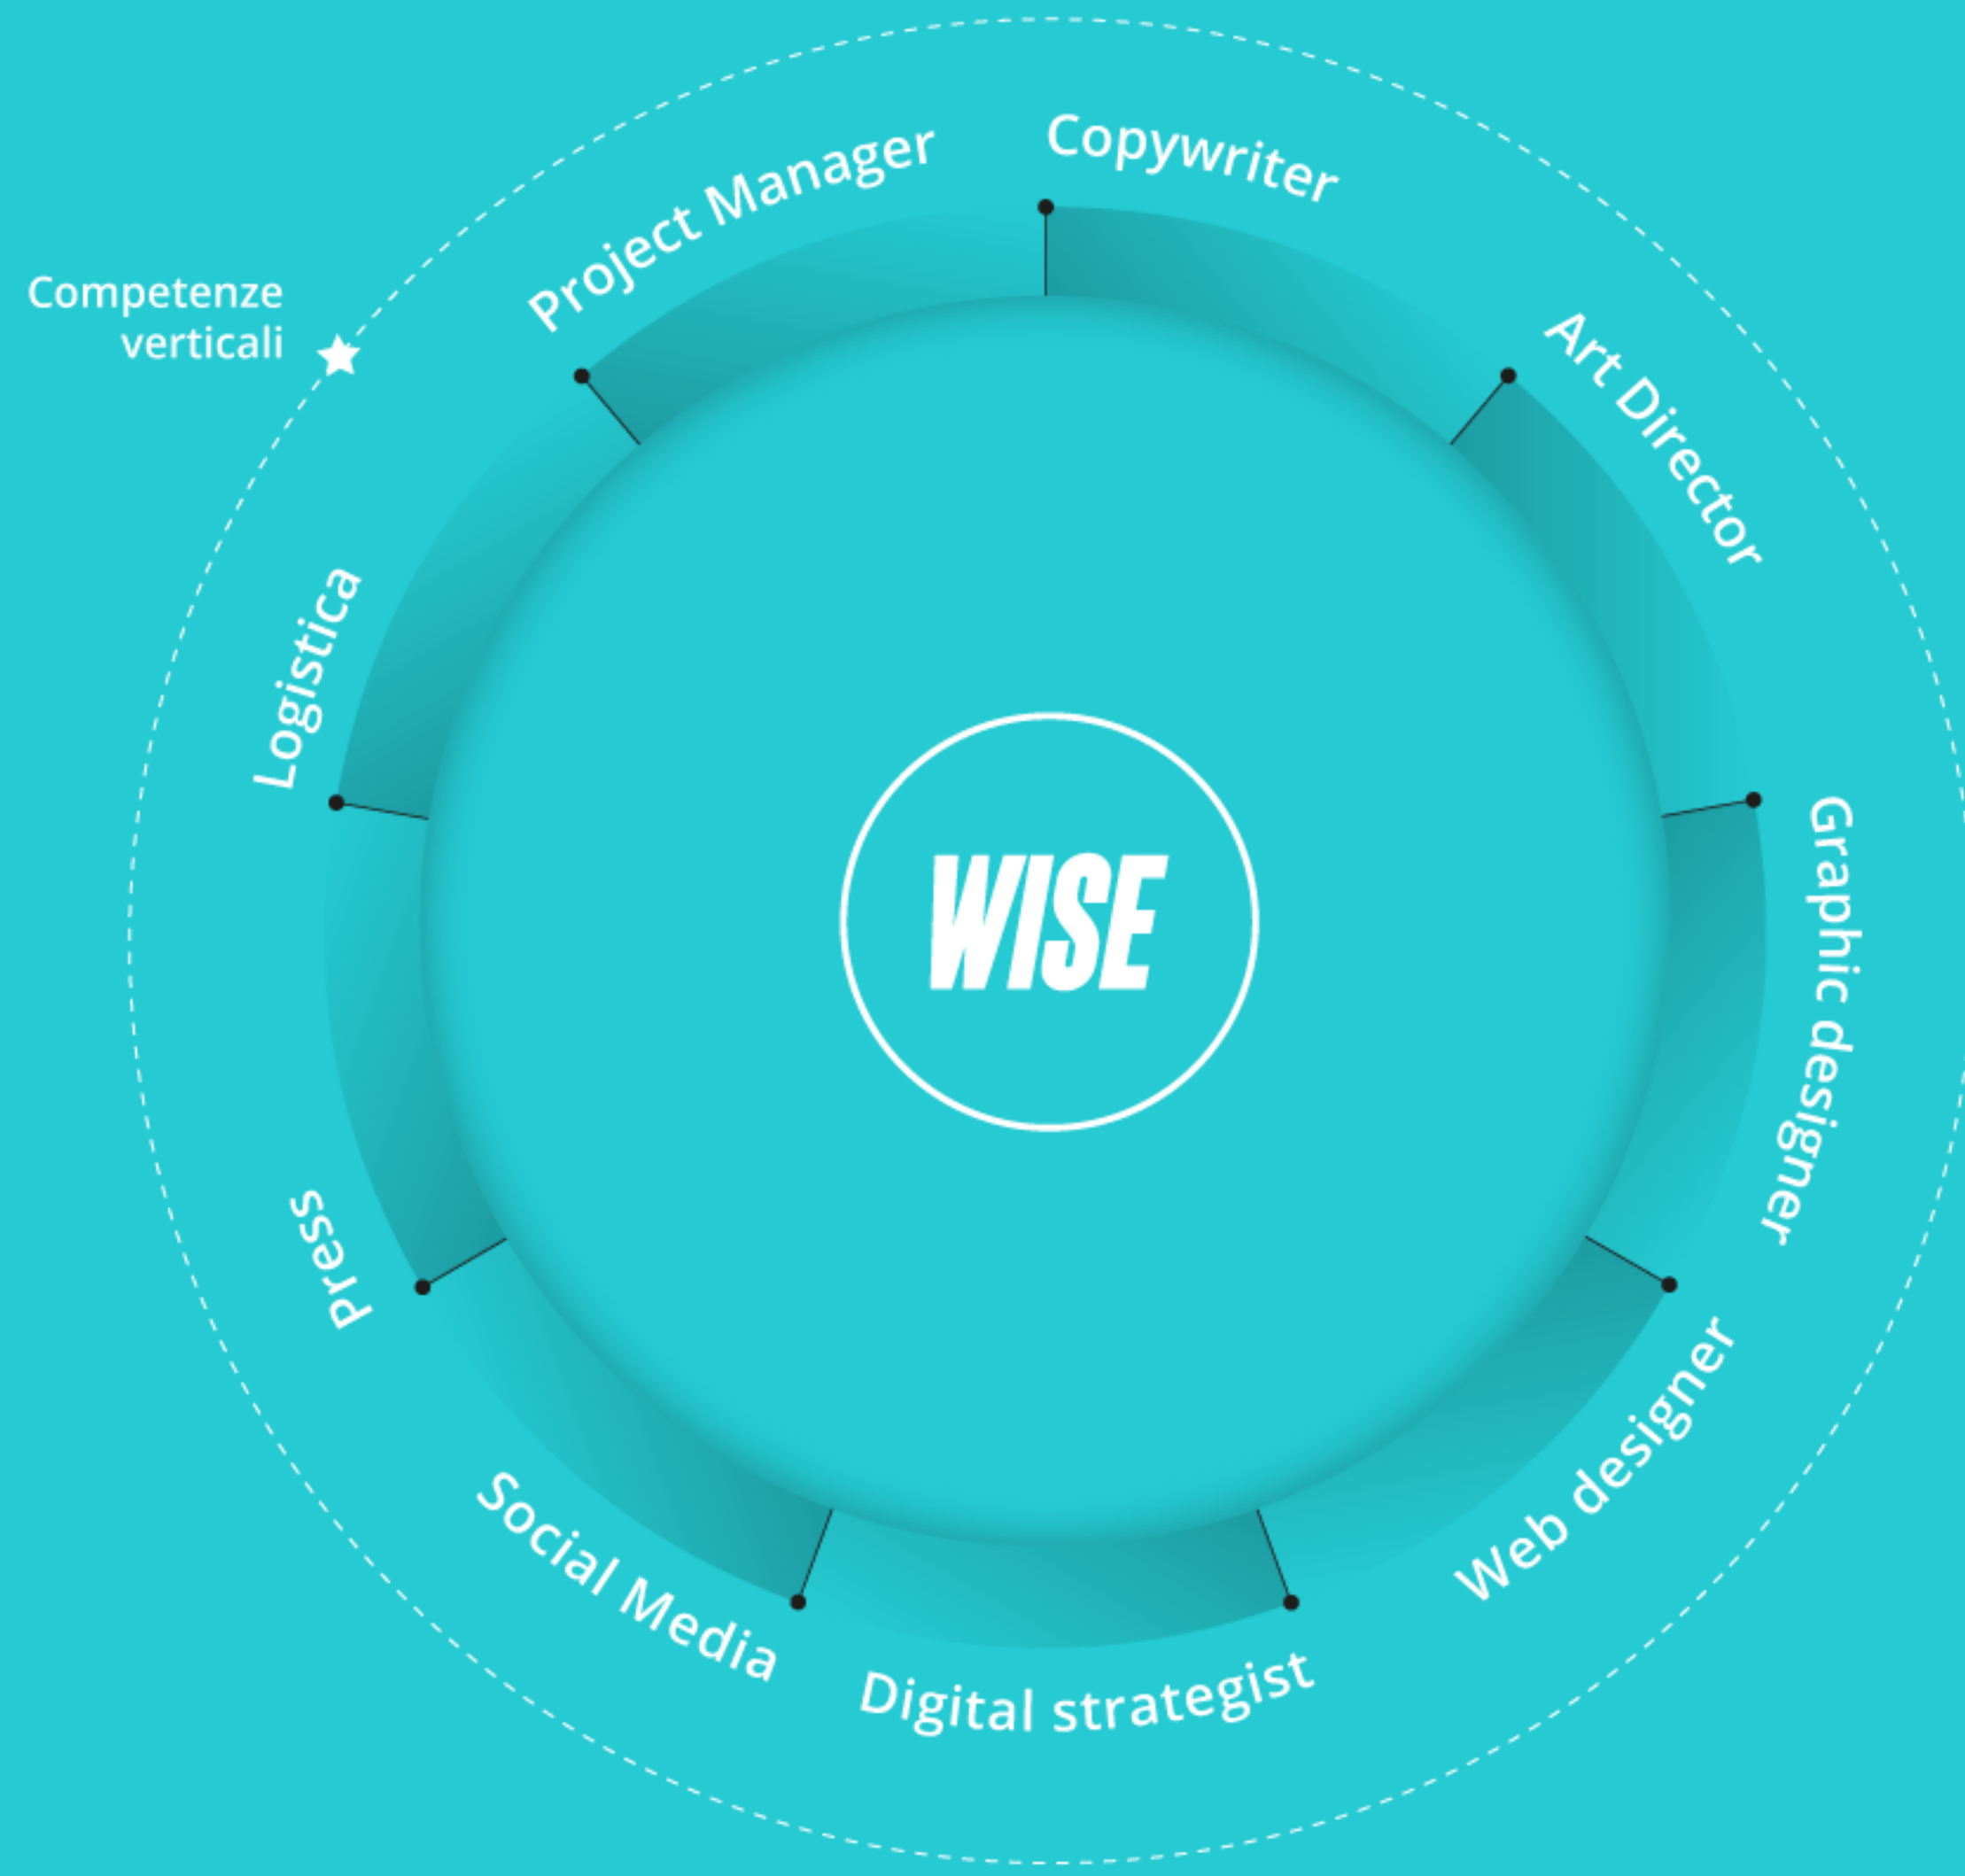 Copywriter
Project Manager
Competenze
verticali
Art Director
Logistica
Graphic designer
WISE
Press
Web designer
Social Media
Digital strategist